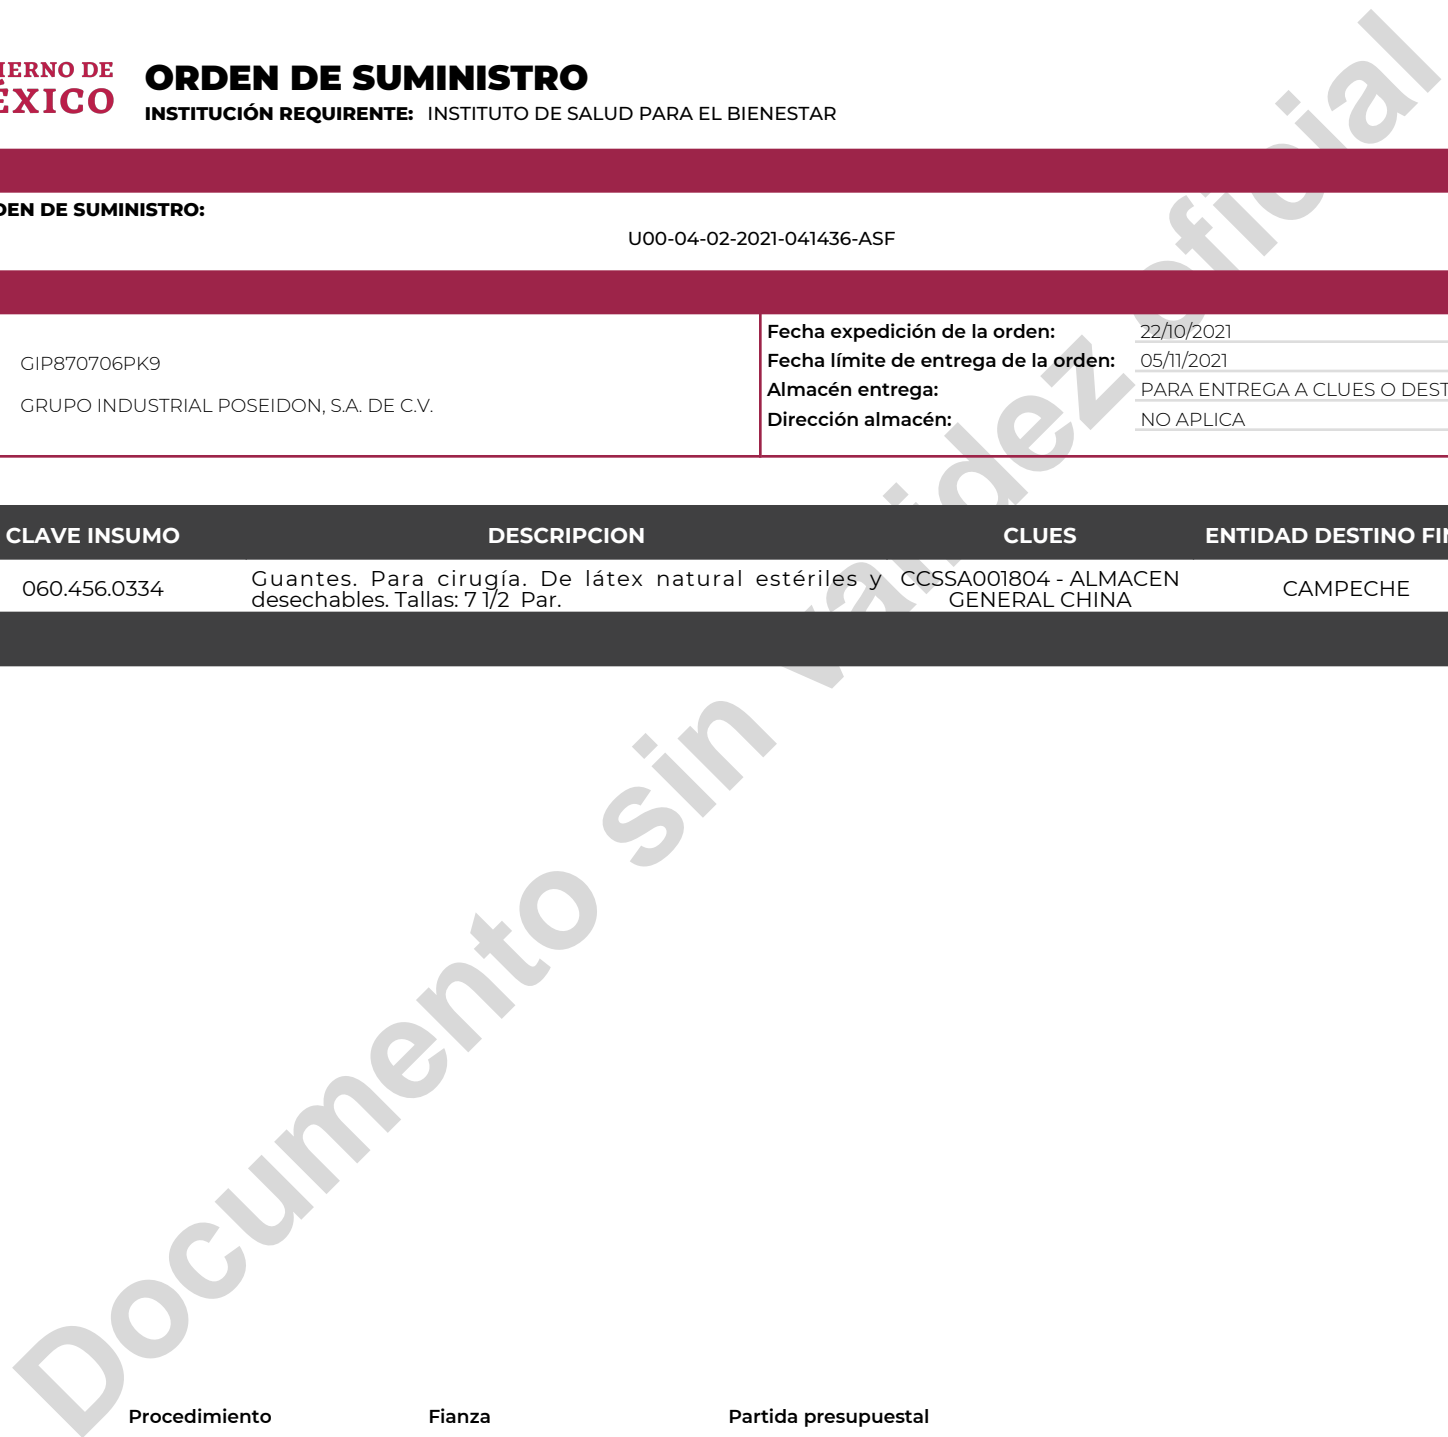 IERNO DE
ÉXICO
ORDEN DE SUMINISTRO
INSTITUCIÓN REQUIRENTE: INSTITUTO DE SALUD PARA EL BIENESTAR
DEN DE SUMINISTRO:
U00-04-02-2021-041436-ASF
GIP870706PK9
GRUPO INDUSTRIAL POSEIDON, S.A. DE C.V.
Fecha expedición de la orden: 22/10/2021
Fecha límite de entrega de la orden: 05/11/2021
Almacén entrega: PARA ENTREGA A CLUES O DEST
Dirección almacén: NO APLICA
CLAVE INSUMO DESCRIPCION CLUES ENTIDAD DESTINO FIN
060.456.0334 Guantes. Para cirugía. De látex natural estériles y CCSSA001804 - ALMACEN CAMPECHE
desechables. Tallas: 7 1/2 Par. GENERAL CHINA
Documento sin validez oficial
Procedimiento Fianza Partida presupuestal